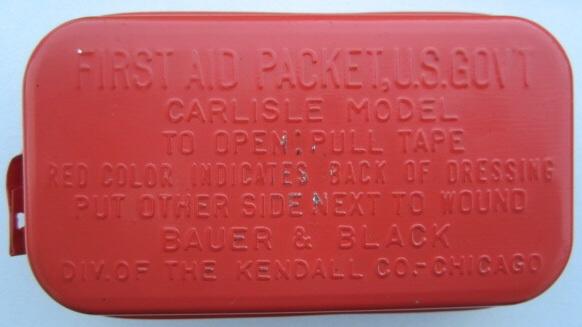 FIRST AID PACKET, U.S. GOV'T
CARLISLE MODEL
TO OPEN: PULL TAPE
RED COLOR INDICATES BACK OF DRESSING
PUT OTHER SIDE NEXT TO WOUND
BAUER & BLACK
DIV. OF THE KENDALL CO.-CHICAGO